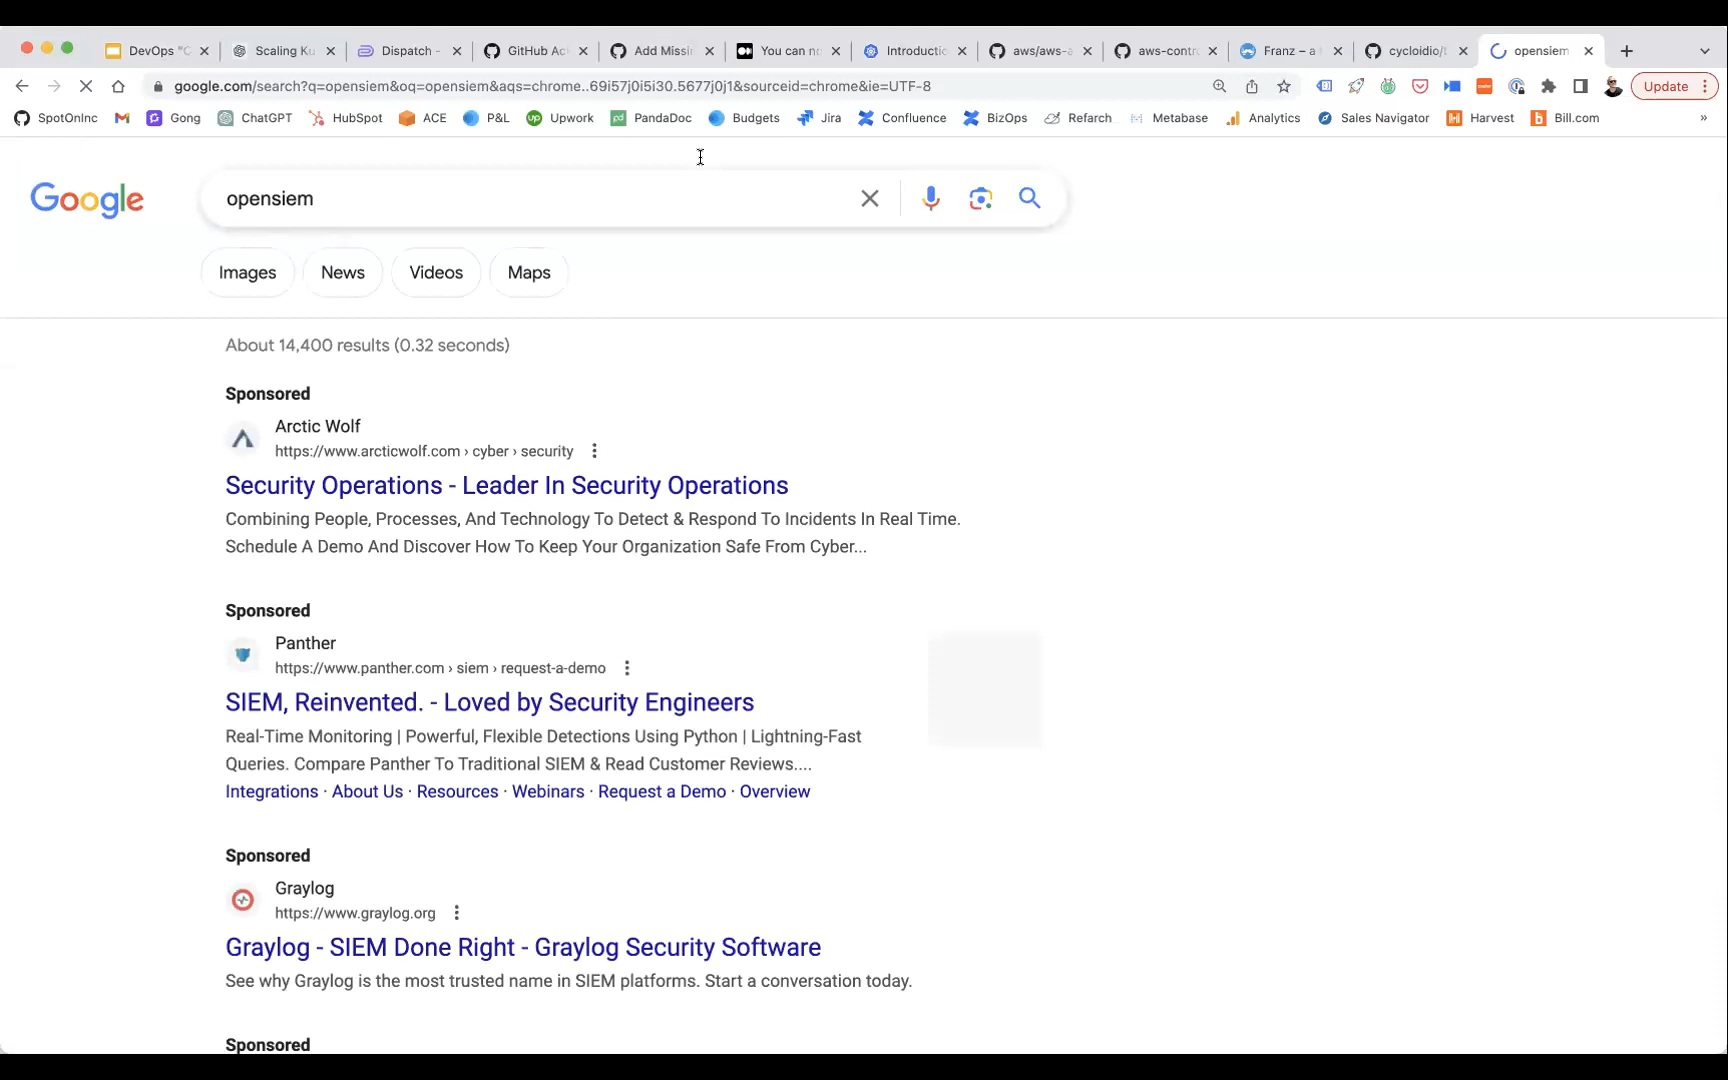 DevOps "C
Scaling Ku
Dispatch -
GitHub Ac
Add Missi
You can no
Introductio
aws/aws-a
aws-contr
Franz – a
cycloidio/t
opensiem
google.com/search?q=opensiem&oq=opensiem&aqs=chrome..69i57j0i5i30.5677j0j1&sourceid=chrome&ie=UTF-8
Update
SpotOnInc
Gong
ChatGPT
HubSpot
ACE
P&L
Upwork
PandaDoc
Budgets
Jira
Confluence
BizOps
Refarch
Metabase
Analytics
Sales Navigator
Harvest
Bill.com
»
Google
opensiem
Images
News
Videos
Maps
About 14,400 results (0.32 seconds)
Sponsored
Arctic Wolf
https://www.arcticwolf.com › cyber › security
Security Operations - Leader In Security Operations
Combining People, Processes, And Technology To Detect & Respond To Incidents In Real Time.
Schedule A Demo And Discover How To Keep Your Organization Safe From Cyber...
Sponsored
Panther
https://www.panther.com › siem › request-a-demo
SIEM, Reinvented. - Loved by Security Engineers
Real-Time Monitoring | Powerful, Flexible Detections Using Python | Lightning-Fast
Queries. Compare Panther To Traditional SIEM & Read Customer Reviews....
Integrations · About Us · Resources · Webinars · Request a Demo · Overview
Sponsored
Graylog
https://www.graylog.org
Graylog - SIEM Done Right - Graylog Security Software
See why Graylog is the most trusted name in SIEM platforms. Start a conversation today.
Sponsored